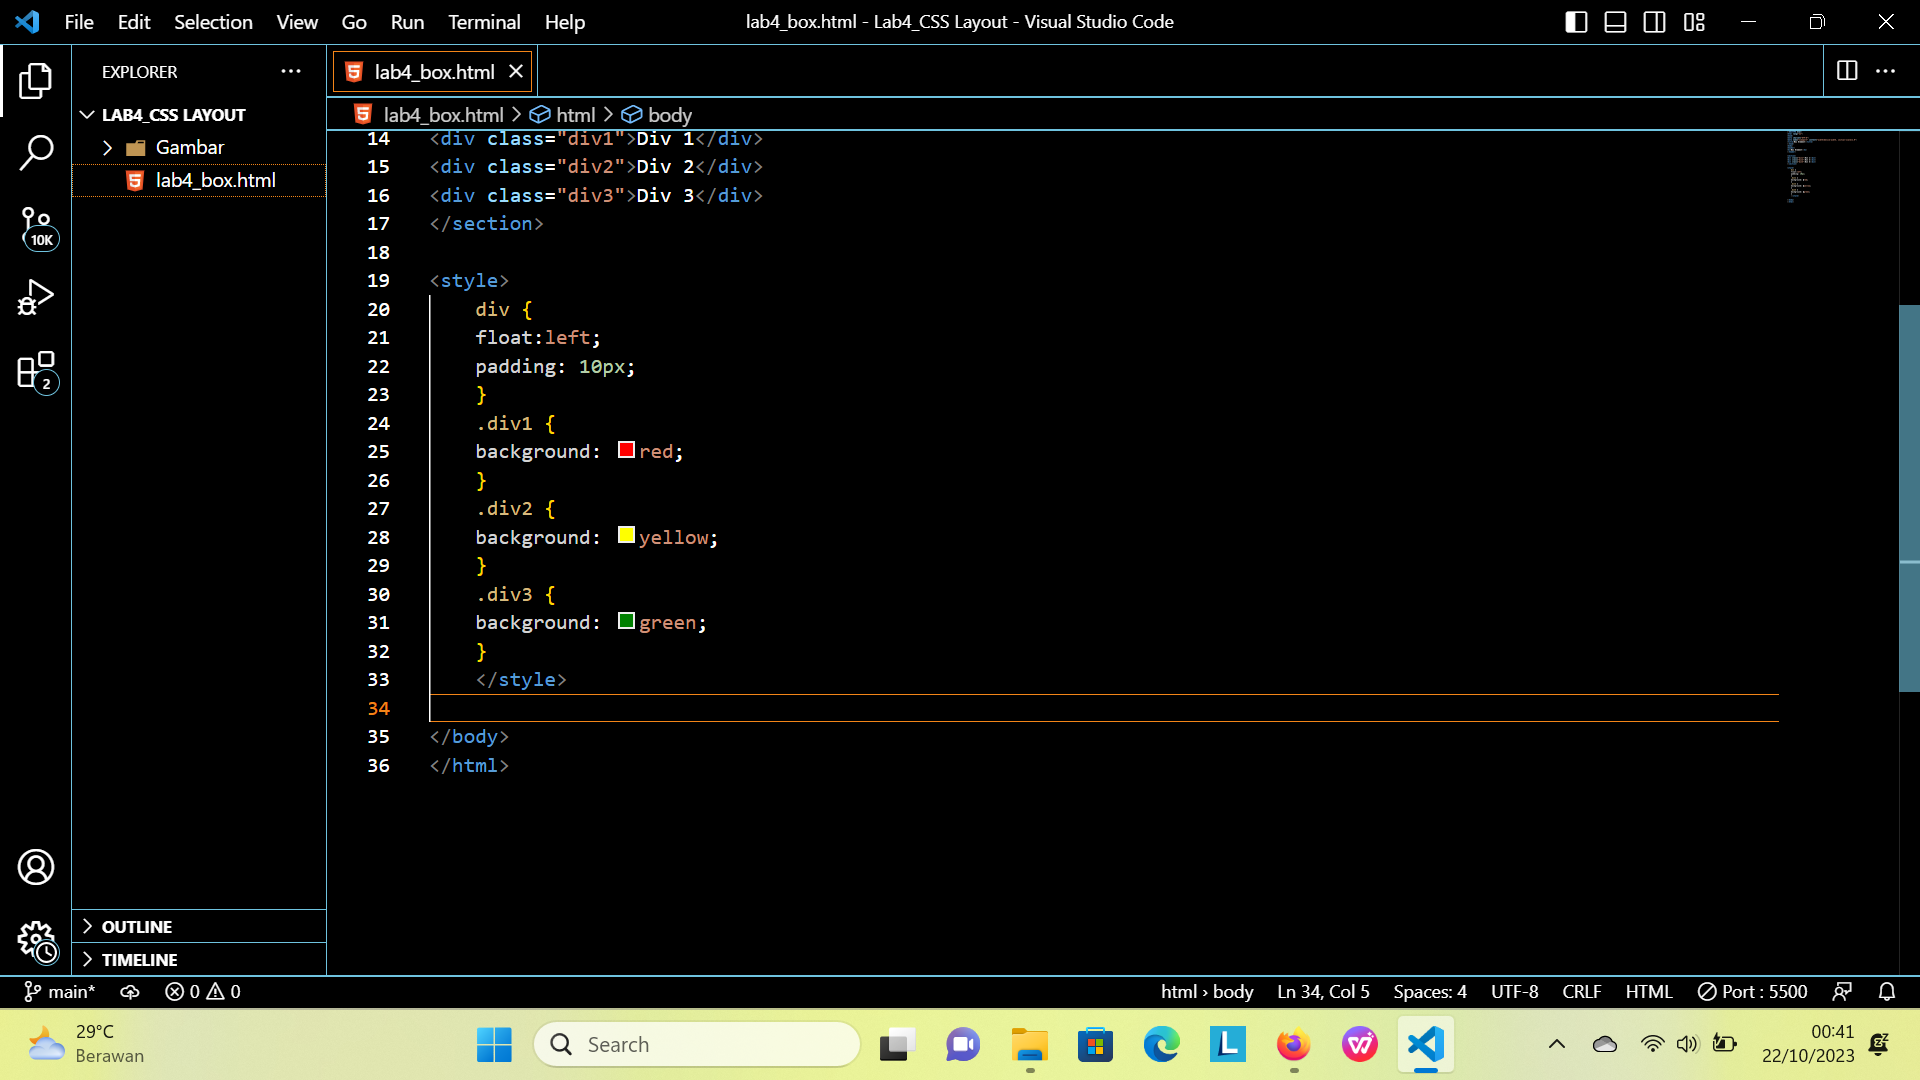 File Edit Selection View Go Run Terminal Help
lab4_box.html - Lab4_CSS Layout - Visual Studio Code
EXPLORER
LAB4_CSS LAYOUT
Gambar
lab4_box.html
10K
2
OUTLINE
TIMELINE
lab4_box.html
lab4_box.html > html > body
14 <div class="div1">Div 1</div>
15 <div class="div2">Div 2</div>
16 <div class="div3">Div 3</div>
17 </section>
18
19 <style>
20 div {
21 float:left;
22 padding: 10px;
23 }
24 .div1 {
25 background: red;
26 }
27 .div2 {
28 background: yellow;
29 }
30 .div3 {
31 background: green;
32 }
33 </style>
34
35 </body>
36 </html>
main* 0 0
html › body Ln 34, Col 5 Spaces: 4 UTF-8 CRLF HTML Port : 5500
29°C
Berawan
Search
00:41
22/10/2023